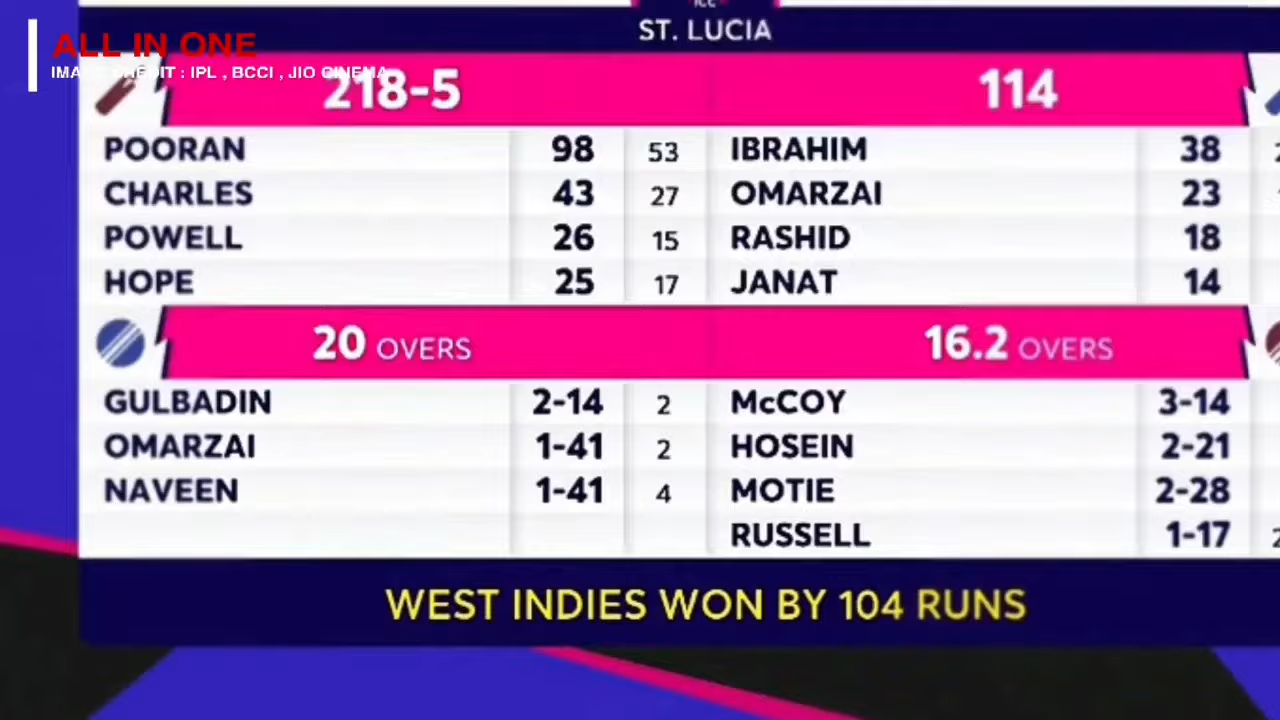 ICC
ST. LUCIA
ALL IN ONE
IMAGE CREDIT : IPL , BCCI , JIO CINEMA
218-5 114
POORAN 98 53 IBRAHIM 38
CHARLES 43 27 OMARZAI 23
POWELL 26 15 RASHID 18
HOPE 25 17 JANAT 14
20 OVERS 16.2 OVERS
GULBADIN 2-14 2 McCOY 3-14
OMARZAI 1-41 2 HOSEIN 2-21
NAVEEN 1-41 4 MOTIE 2-28
RUSSELL 1-17
WEST INDIES WON BY 104 RUNS